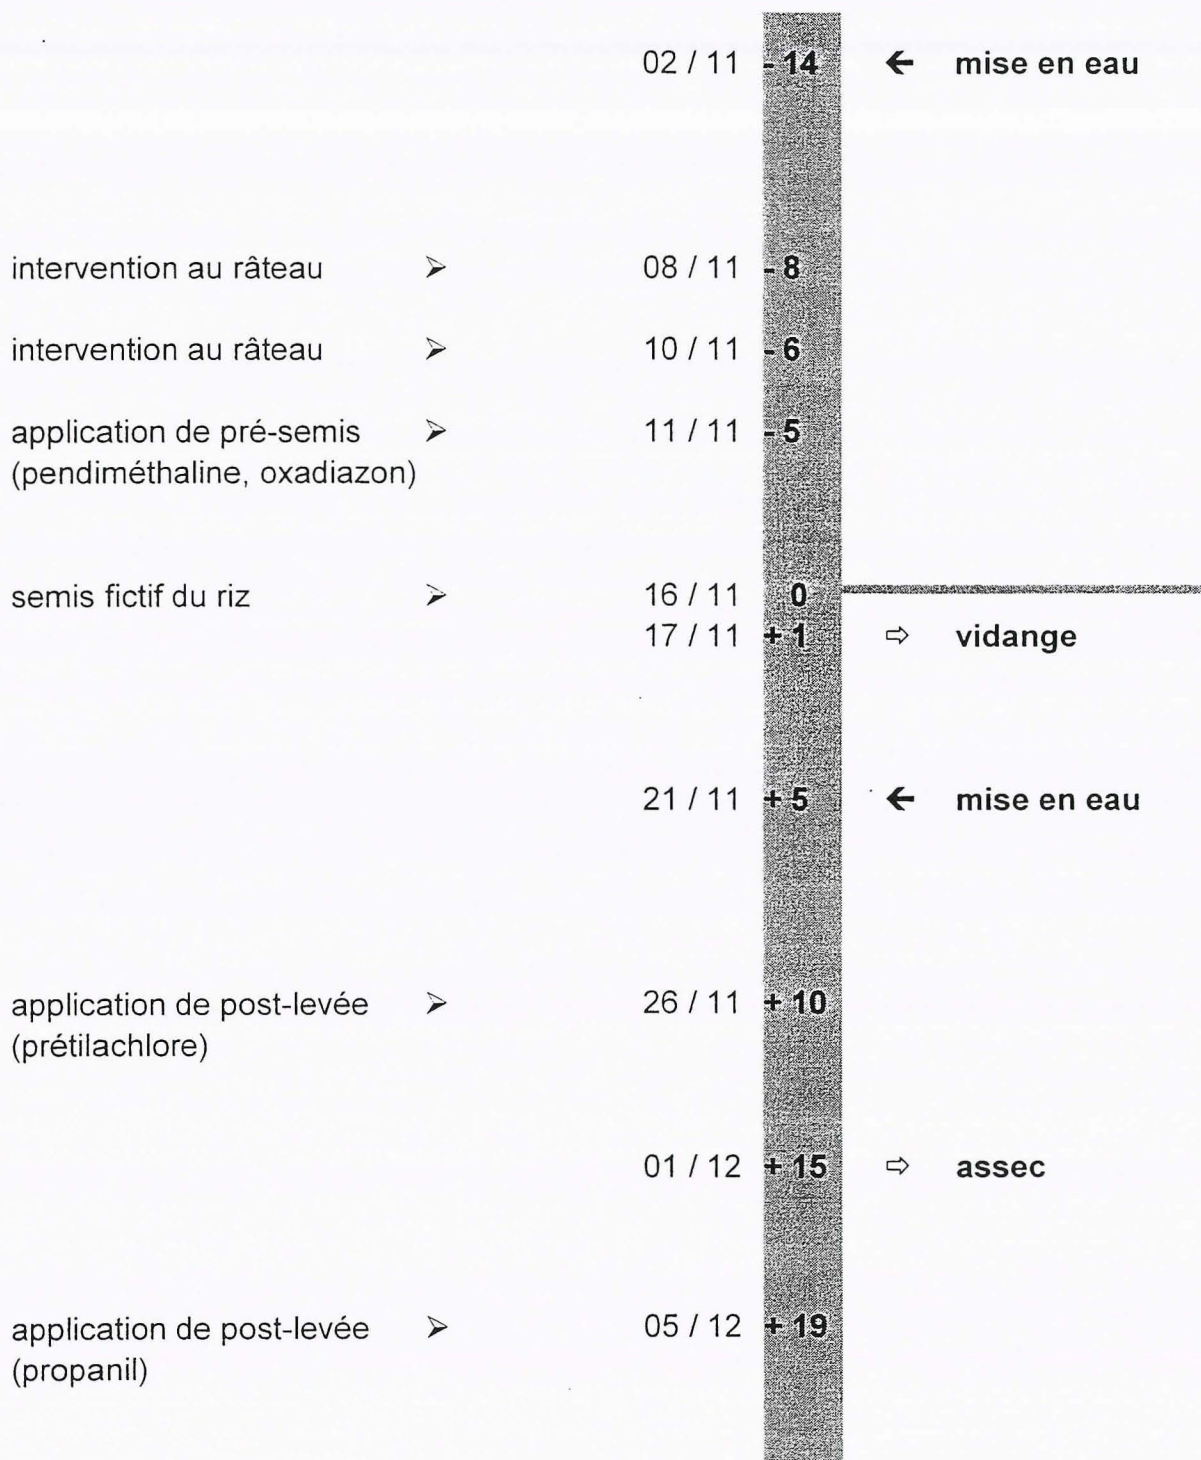 02 / 11 - 14 ← mise en eau
intervention au râteau ➢ 08 / 11 - 8
intervention au râteau ➢ 10 / 11 - 6
application de pré-semis ➢ 11 / 11 - 5
(pendiméthaline, oxadiazon)
semis fictif du riz ➢ 16 / 11 0
17 / 11 + 1 ⇨ vidange
21 / 11 + 5 ← mise en eau
application de post-levée ➢ 26 / 11 + 10
(prétilachlore)
01 / 12 + 15 ⇨ assec
application de post-levée ➢ 05 / 12 + 19
(propanil)